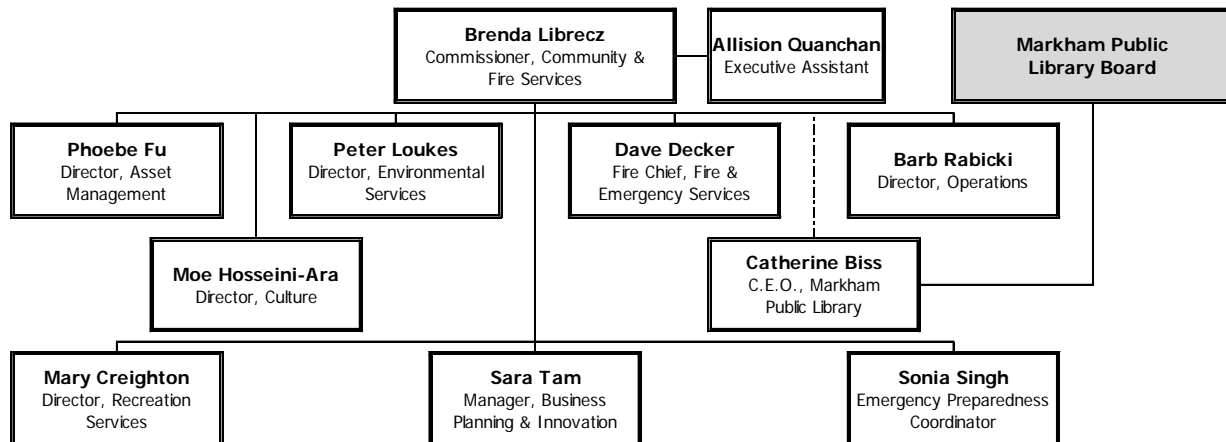 Brenda Librecz
Commissioner, Community &
Fire Services
Allision Quanchan
Executive Assistant
Markham Public
Library Board
Phoebe Fu
Director, Asset
Management
Peter Loukes
Director, Environmental
Services
Dave Decker
Fire Chief, Fire &
Emergency Services
Barb Rabicki
Director, Operations
Moe Hosseini-Ara
Director, Culture
Catherine Biss
C.E.O., Markham
Public Library
Mary Creighton
Director, Recreation
Services
Sara Tam
Manager, Business
Planning & Innovation
Sonia Singh
Emergency Preparedness
Coordinator